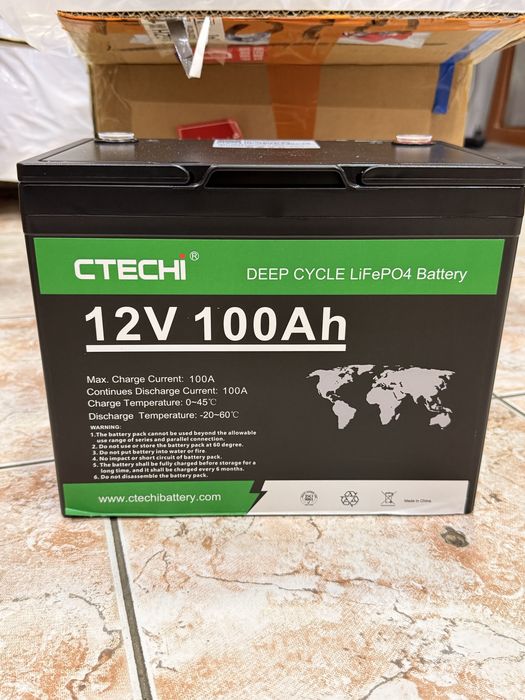 CTECHi®
DEEP CYCLE LiFePO4 Battery
12V 100Ah
Max. Charge Current: 100A
Continues Discharge Current: 100A
Charge Temperature: 0~45℃
Discharge Temperature: -20~60℃
WARNING:
1.The battery pack cannot be used beyond the allowable
use range of series and parallel connection.
2. Do not use or store the battery pack at 60 degree.
3. Do not put battery into water or fire.
4. No impact or short circuit of battery pack.
5. The battery shall be fully charged before storage for a
long time, and it shall be charged every 6 months.
6. Do not disassemble the battery pack.
www.ctechibattery.com
Made in China